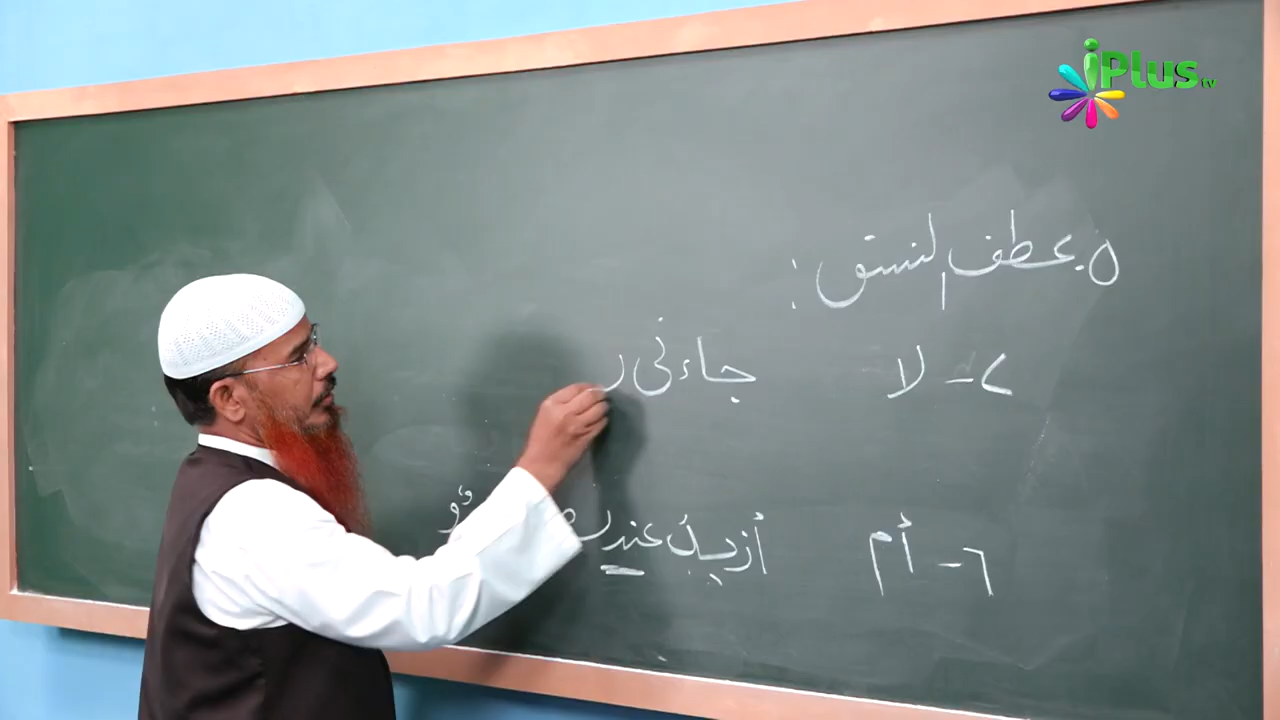 iPlus tv
٥. عطف النسق :
٧ - لا جاءني ر
٦ - أم أزيدٌ عندك